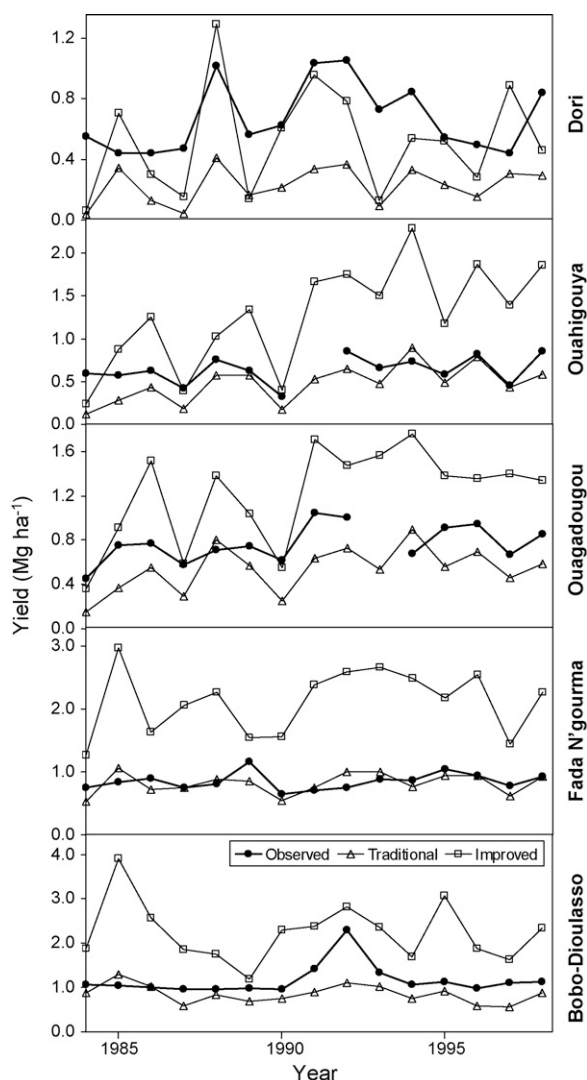 1.2
0.8
0.4
0.0
Dori
2.0
1.5
1.0
0.5
0.0
Ouahigouya
1.6
1.2
0.8
0.4
0.0
Ouagadougou
3.0
2.0
1.0
0.0
Fada N'gourma
Observed Traditional Improved
4.0
3.0
2.0
1.0
0.0
Bobo-Dioulasso
Yield (Mg ha⁻¹)
1985 1990 1995
Year